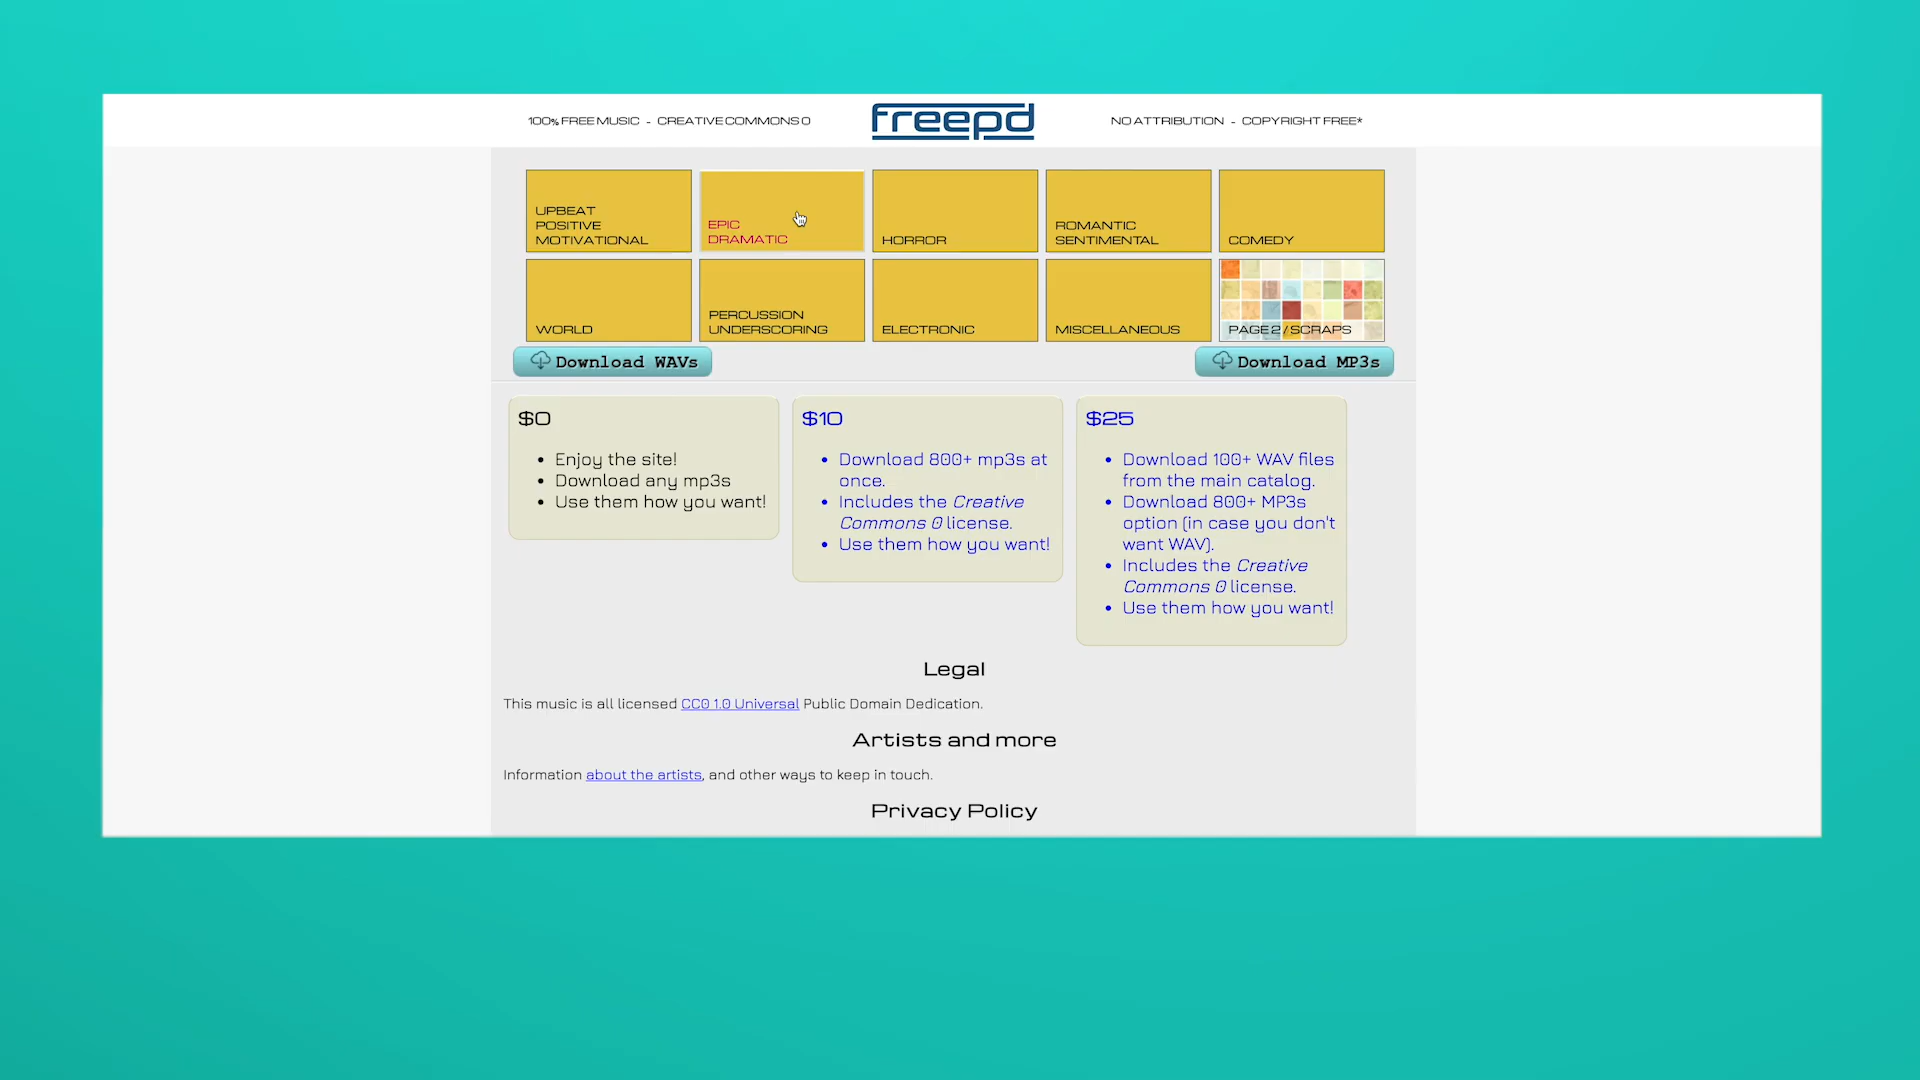 100% FREE MUSIC - CREATIVE COMMONS 0
freepd
NO ATTRIBUTION - COPYRIGHT FREE*
UPBEAT
POSITIVE
MOTIVATIONAL
EPIC
DRAMATIC
HORROR
ROMANTIC
SENTIMENTAL
COMEDY
WORLD
PERCUSSION
UNDERSCORING
ELECTRONIC
MISCELLANEOUS
PAGE 2 / SCRAPS
Download WAVs
Download MP3s
$0
• Enjoy the site!
• Download any mp3s
• Use them how you want!
$10
• Download 800+ mp3s at
once.
• Includes the Creative
Commons 0 license.
• Use them how you want!
$25
• Download 100+ WAV files
from the main catalog.
• Download 800+ MP3s
option (in case you don't
want WAV).
• Includes the Creative
Commons 0 license.
• Use them how you want!
Legal
This music is all licensed CC0 1.0 Universal Public Domain Dedication.
Artists and more
Information about the artists, and other ways to keep in touch.
Privacy Policy